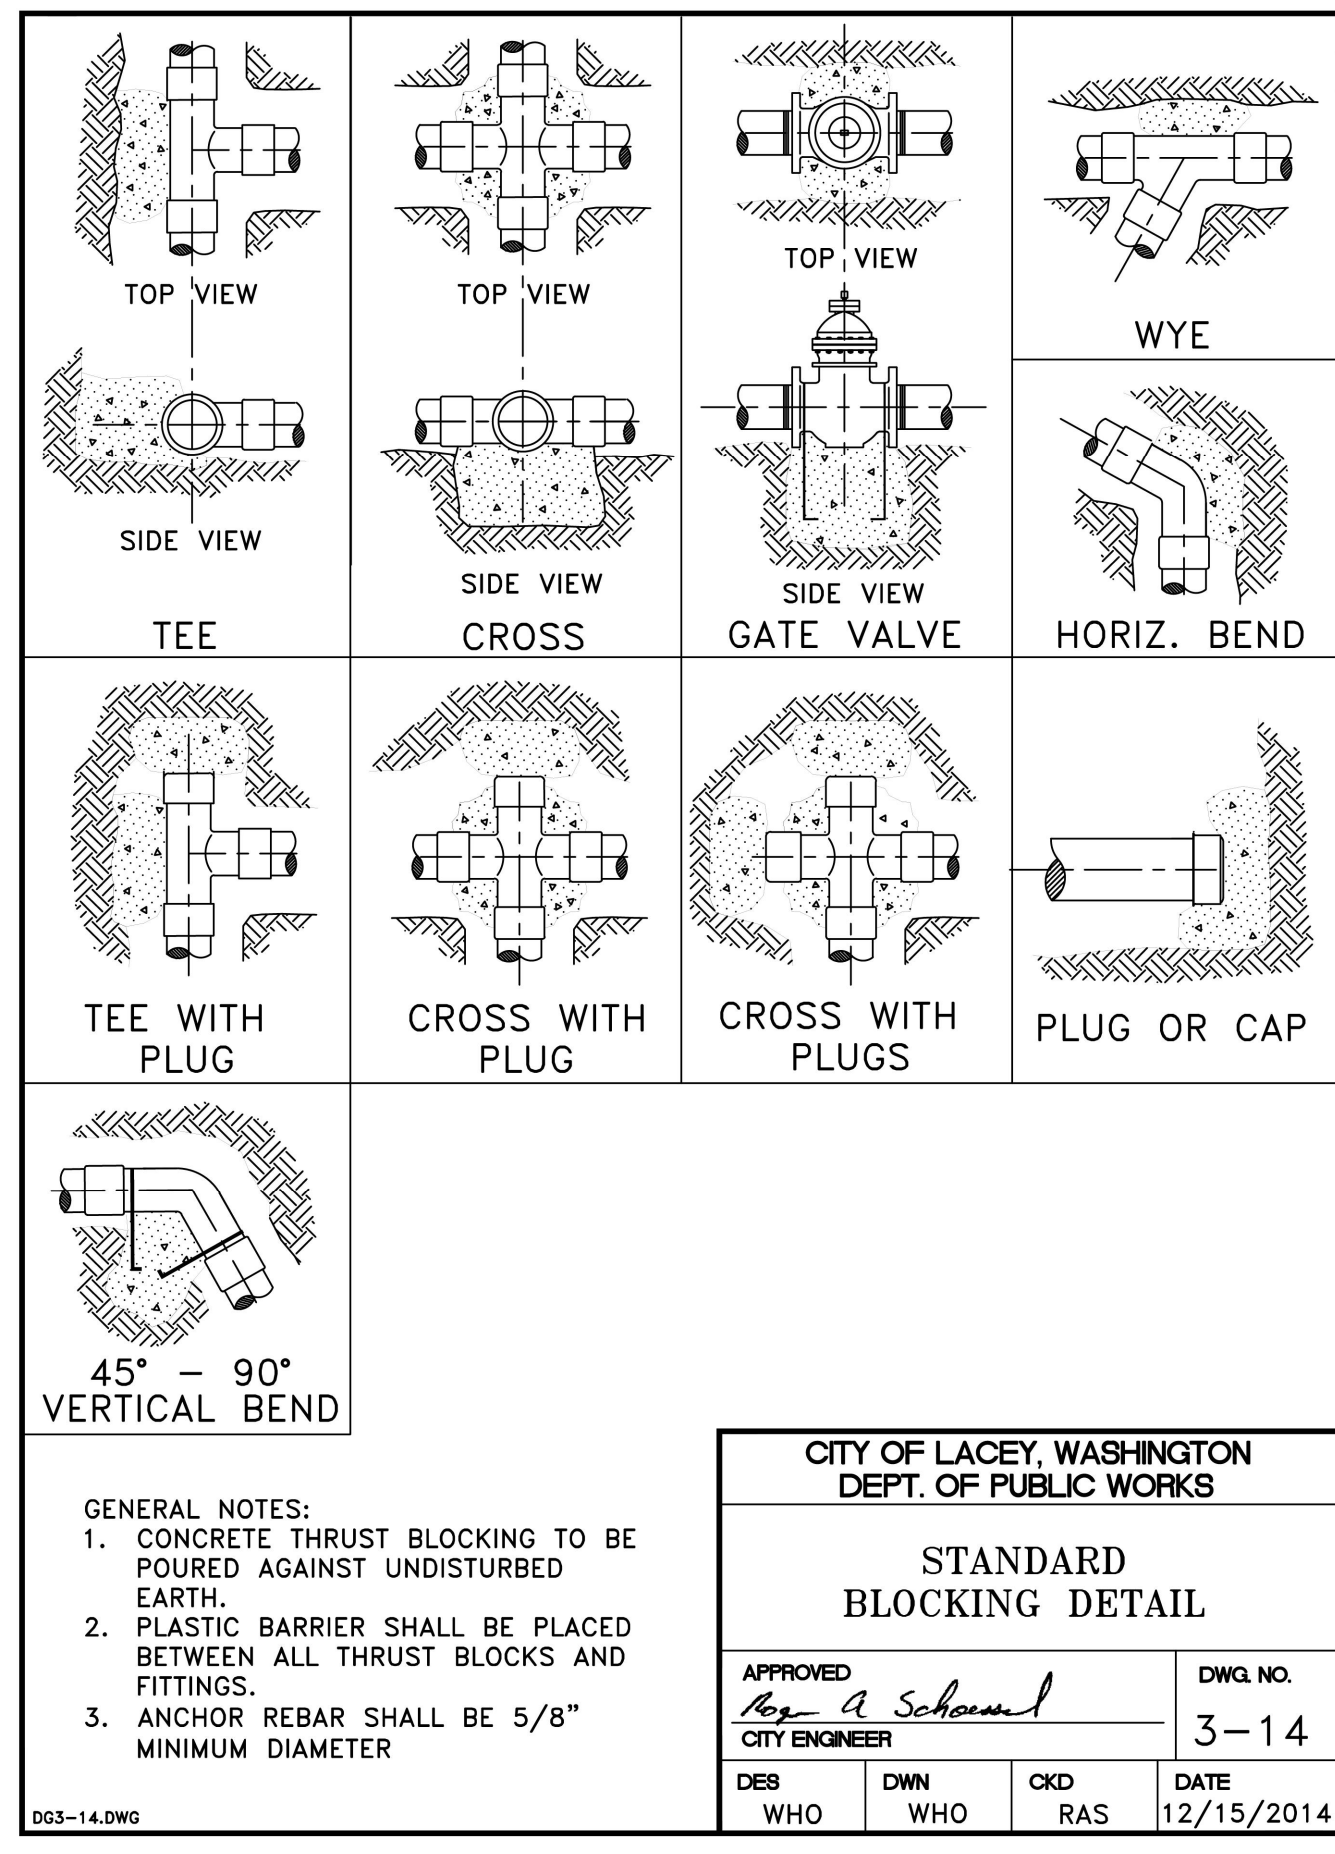 TOP VIEW
SIDE VIEW
TEE
TOP VIEW
SIDE VIEW
CROSS
TOP VIEW
SIDE VIEW
GATE VALVE
WYE
HORIZ. BEND
TEE WITH
PLUG
CROSS WITH
PLUG
CROSS WITH
PLUGS
PLUG OR CAP
45° – 90°
VERTICAL BEND
GENERAL NOTES:
1. CONCRETE THRUST BLOCKING TO BE
POURED AGAINST UNDISTURBED
EARTH.
2. PLASTIC BARRIER SHALL BE PLACED
BETWEEN ALL THRUST BLOCKS AND
FITTINGS.
3. ANCHOR REBAR SHALL BE 5/8"
MINIMUM DIAMETER
DG3-14.DWG
CITY OF LACEY, WASHINGTON
DEPT. OF PUBLIC WORKS
STANDARD
BLOCKING DETAIL
APPROVED
A
CITY ENGINEER
DWG. NO.
3-14
DES
WHO
DWN
WHO
CKD
RAS
DATE
12/15/2014